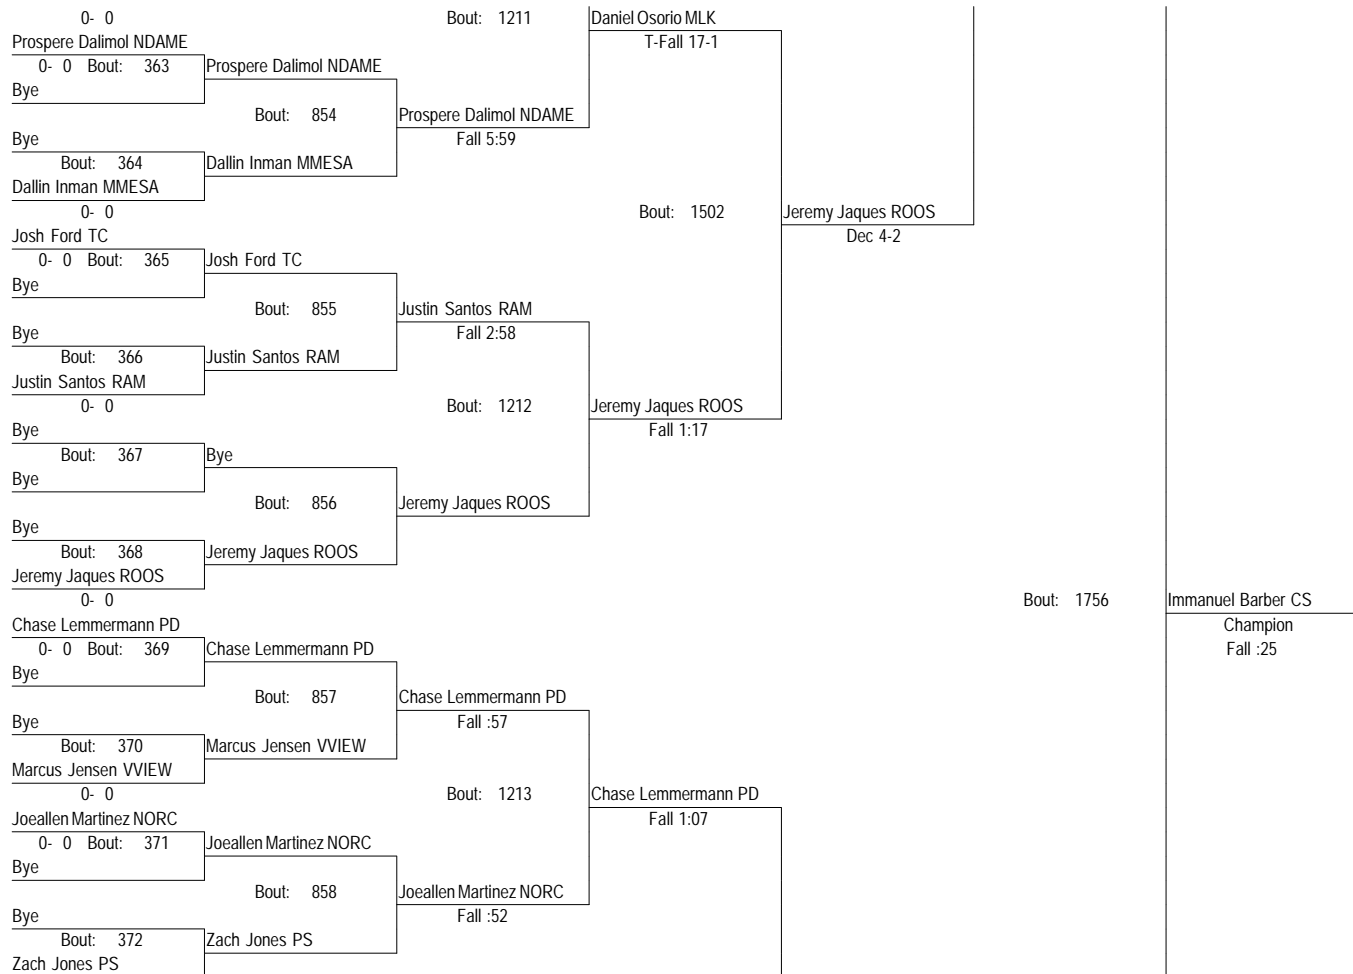 0- 0 Bout: 1211 Daniel Osorio MLK
Prospere Dalimol NDAME T-Fall 17-1
0- 0 Bout: 363 Prospere Dalimol NDAME
Bye
Bout: 854 Prospere Dalimol NDAME
Bye Fall 5:59
Bout: 364 Dallin Inman MMESA
Dallin Inman MMESA
0- 0 Bout: 1502 Jeremy Jaques ROOS
Josh Ford TC Dec 4-2
0- 0 Bout: 365 Josh Ford TC
Bye
Bout: 855 Justin Santos RAM
Bye Fall 2:58
Bout: 366 Justin Santos RAM
Justin Santos RAM
0- 0 Bout: 1212 Jeremy Jaques ROOS
Bye Fall 1:17
Bout: 367 Bye
Bye
Bout: 856 Jeremy Jaques ROOS
Bye
Bout: 368 Jeremy Jaques ROOS
Jeremy Jaques ROOS
0- 0 Bout: 1756 Immanuel Barber CS
Chase Lemmermann PD Champion
0- 0 Bout: 369 Chase Lemmermann PD Fall :25
Bye
Bout: 857 Chase Lemmermann PD
Bye Fall :57
Bout: 370 Marcus Jensen VVIEW
Marcus Jensen VVIEW
0- 0 Bout: 1213 Chase Lemmermann PD
Joeallen Martinez NORC Fall 1:07
0- 0 Bout: 371 Joeallen Martinez NORC
Bye
Bout: 858 Joeallen Martinez NORC
Bye Fall :52
Bout: 372 Zach Jones PS
Zach Jones PS